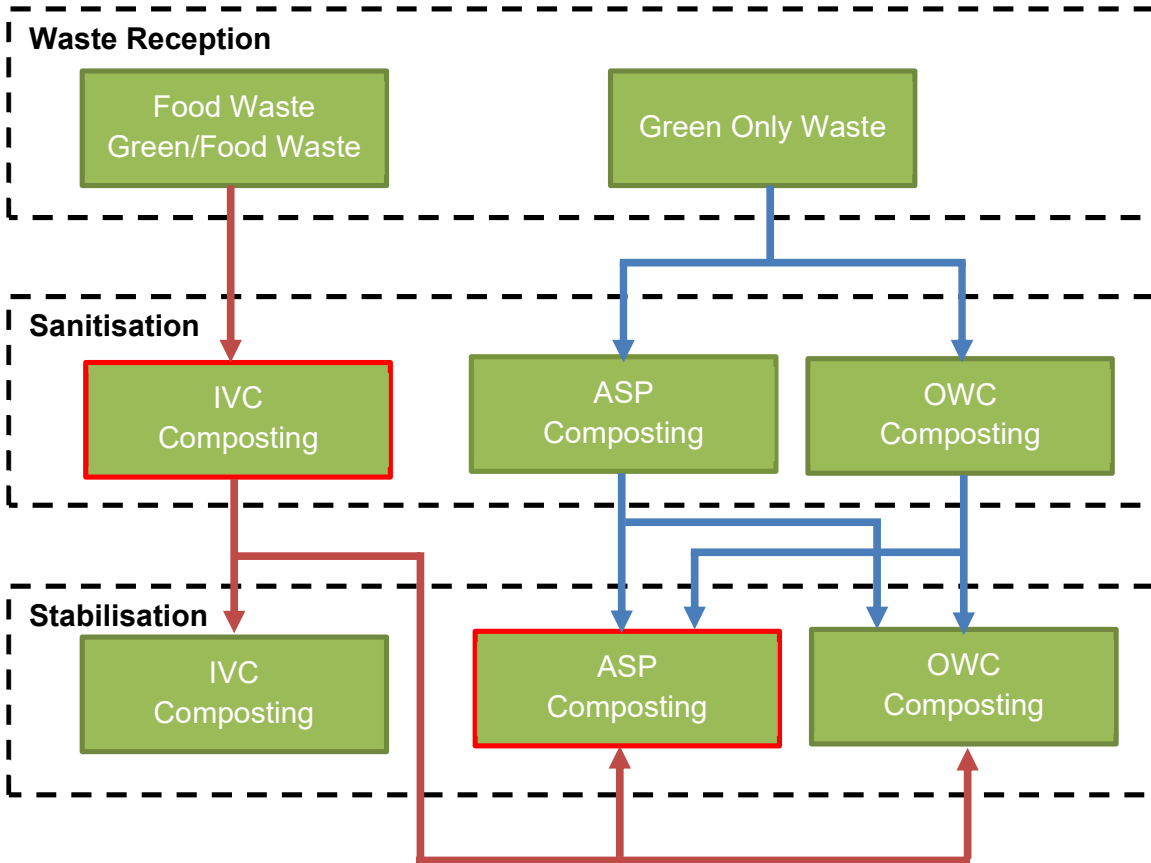 Waste Reception
Food Waste
Green/Food Waste
Green Only Waste
Sanitisation
IVC
Composting
ASP
Composting
OWC
Composting
Stabilisation
IVC
Composting
ASP
Composting
OWC
Composting